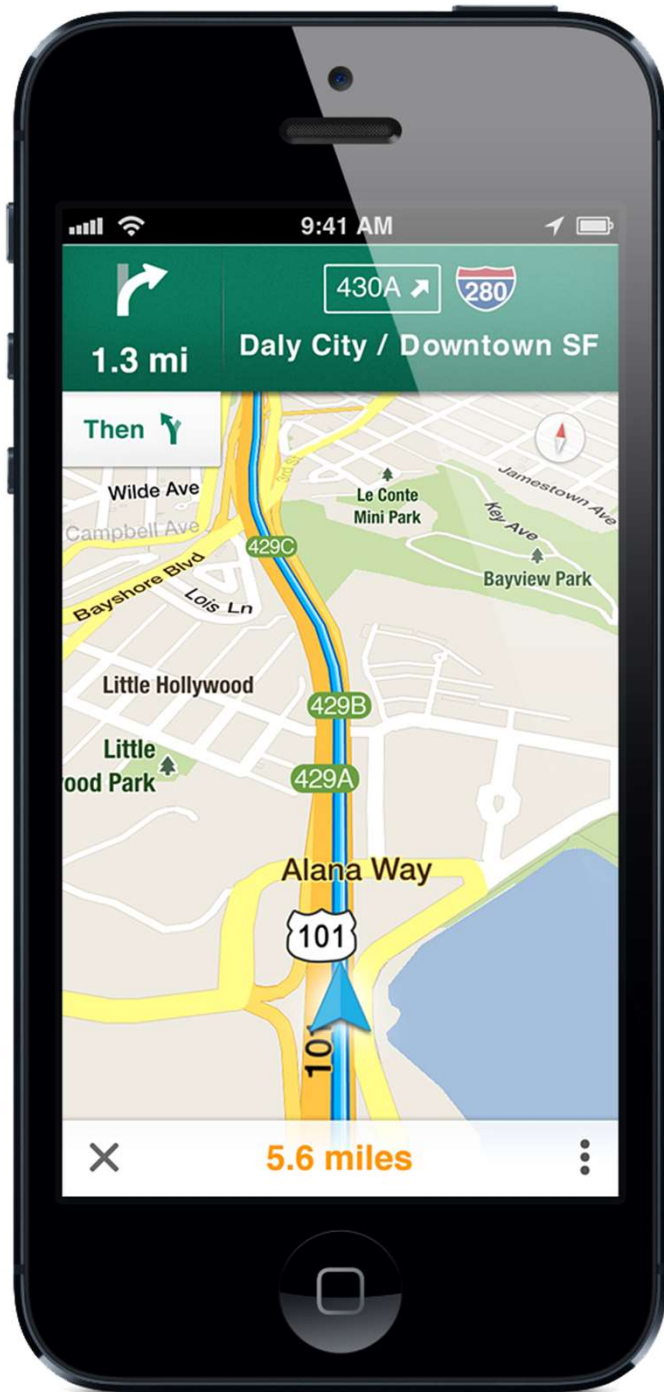 9:41 AM
1.3 mi
430A
280
Daly City / Downtown SF
Then
Wilde Ave
Campbell Ave
3rd St
Le Conte
Mini Park
Jamestown Ave
Key Ave
Bayview Park
429C
Bayshore Blvd
Lois Ln
Little Hollywood
429B
Little
ood Park
429A
Alana Way
101
101
5.6 miles